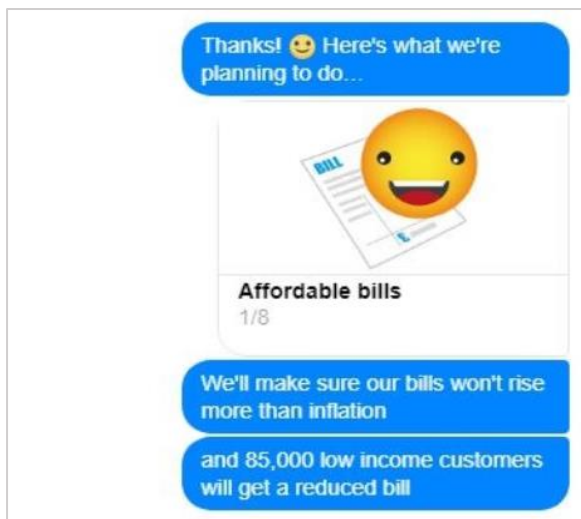 Thanks! 🙂 Here's what we're
planning to do...
BILL
£
Affordable bills
1/8
We'll make sure our bills won't rise
more than inflation
and 85,000 low income customers
will get a reduced bill